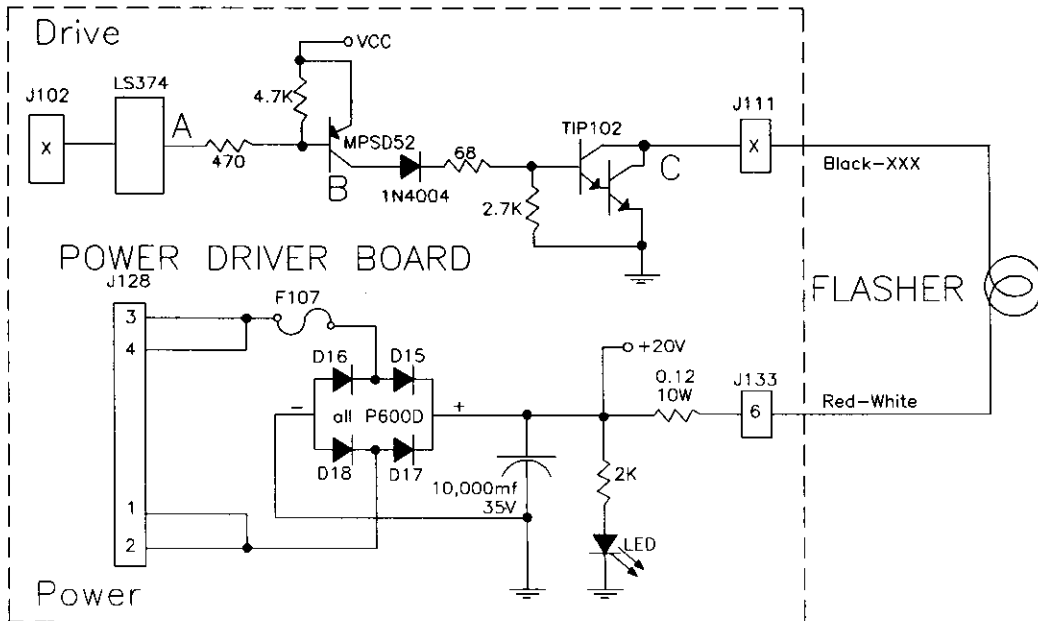 Drive
VCC
J102
LS374
4.7K
A
J111
TIP102
X
470
MPSD52
68
X
B
1N4004
C
Black-XXX
2.7K
POWER DRIVER BOARD
J128
F107
FLASHER
3
4
D16
D15
+20V
0.12
10W
J133
-
all P600D
+
6
Red-White
D18
D17
10,000mf
35V
2K
1
2
LED
Power